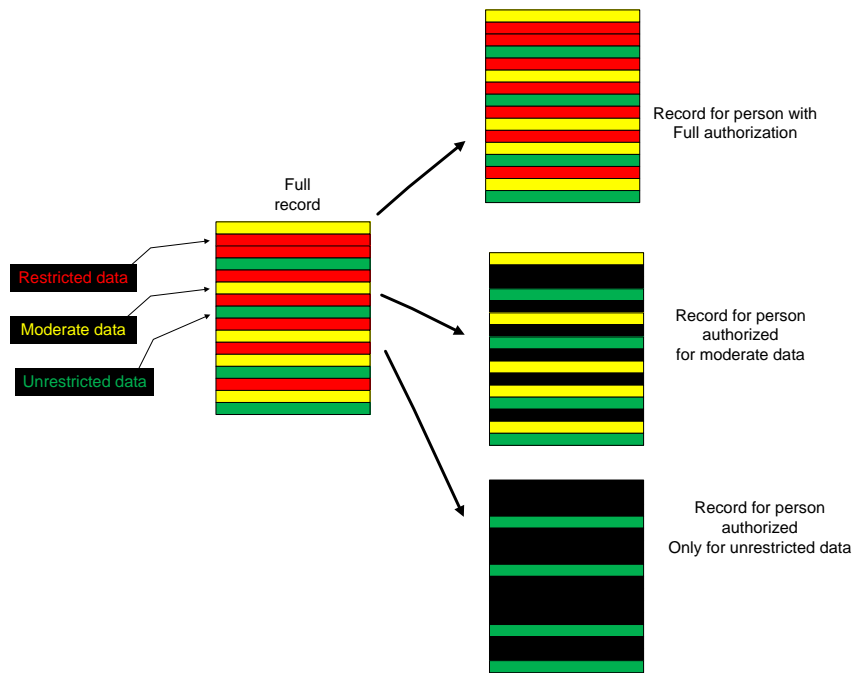 Record for person with
Full authorization
Full
record
Restricted data
Moderate data
Unrestricted data
Record for person
authorized
for moderate data
Record for person
authorized
Only for unrestricted data